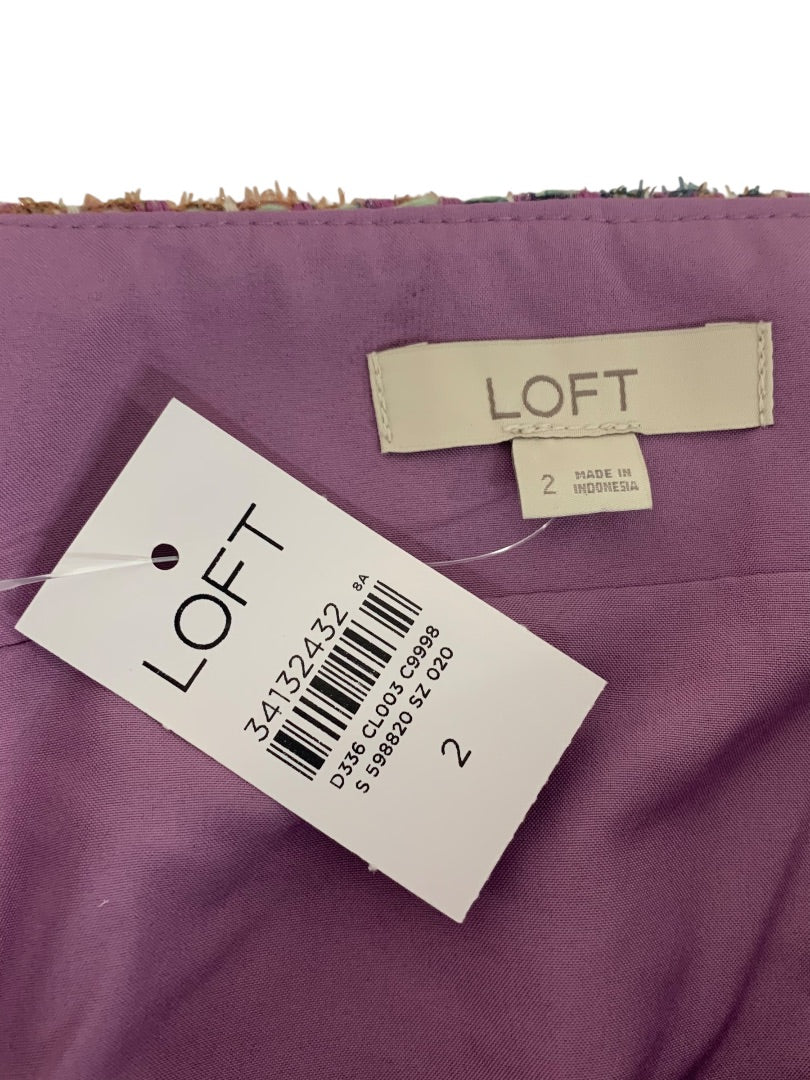 LOFT
2 MADE IN
INDONESIA
LOFT
34132432 8A
D336 CL003 C9998
S 598820 SZ 020
2